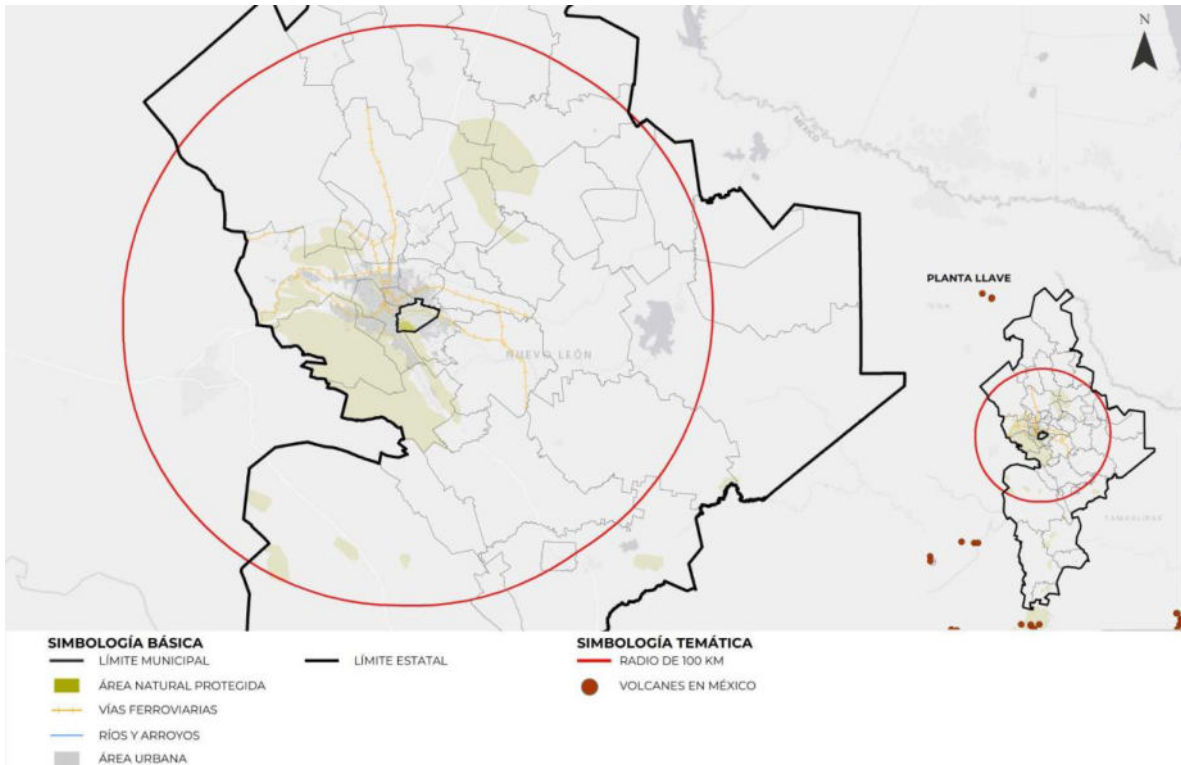 N
MÉXICO
PLANTA LLAVE
NUEVO LEÓN
TAMAULIPAS
SIMBOLOGÍA BÁSICA
LÍMITE MUNICIPAL
LÍMITE ESTATAL
ÁREA NATURAL PROTEGIDA
VÍAS FERROVIARIAS
RÍOS Y ARROYOS
ÁREA URBANA
SIMBOLOGÍA TEMÁTICA
RADIO DE 100 KM
VOLCANES EN MÉXICO